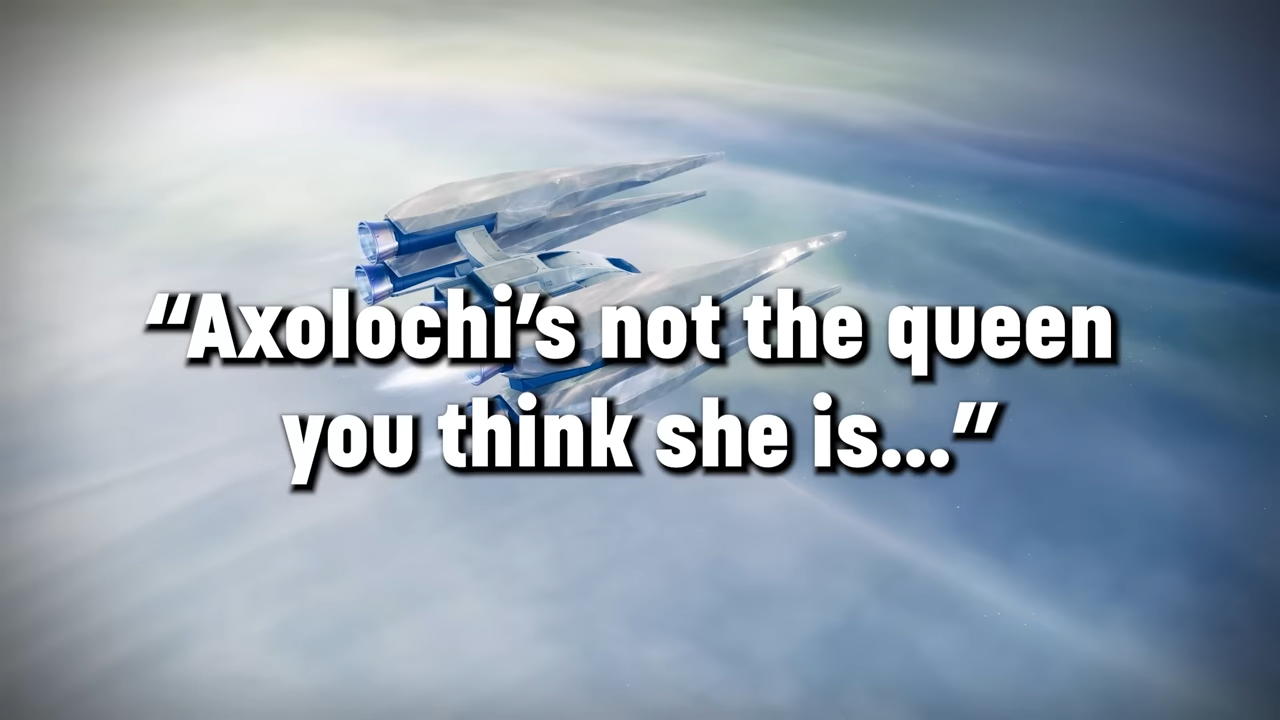 “Axolochi’s not the queen
you think she is...”